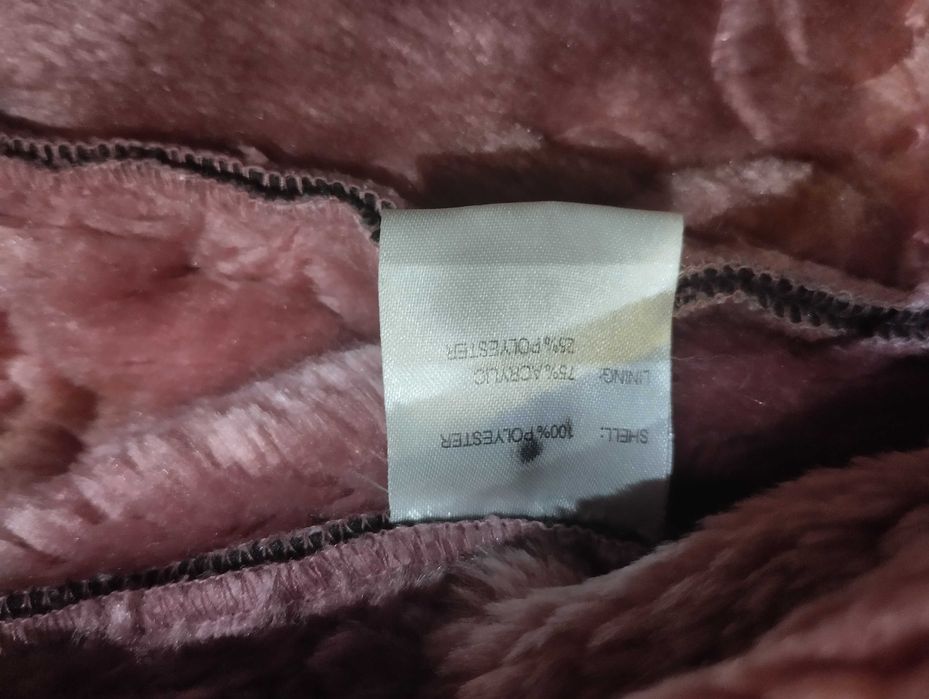 SHELL: 100% POLYESTER
LINING: 75% ACRYLIC
25% POLYESTER